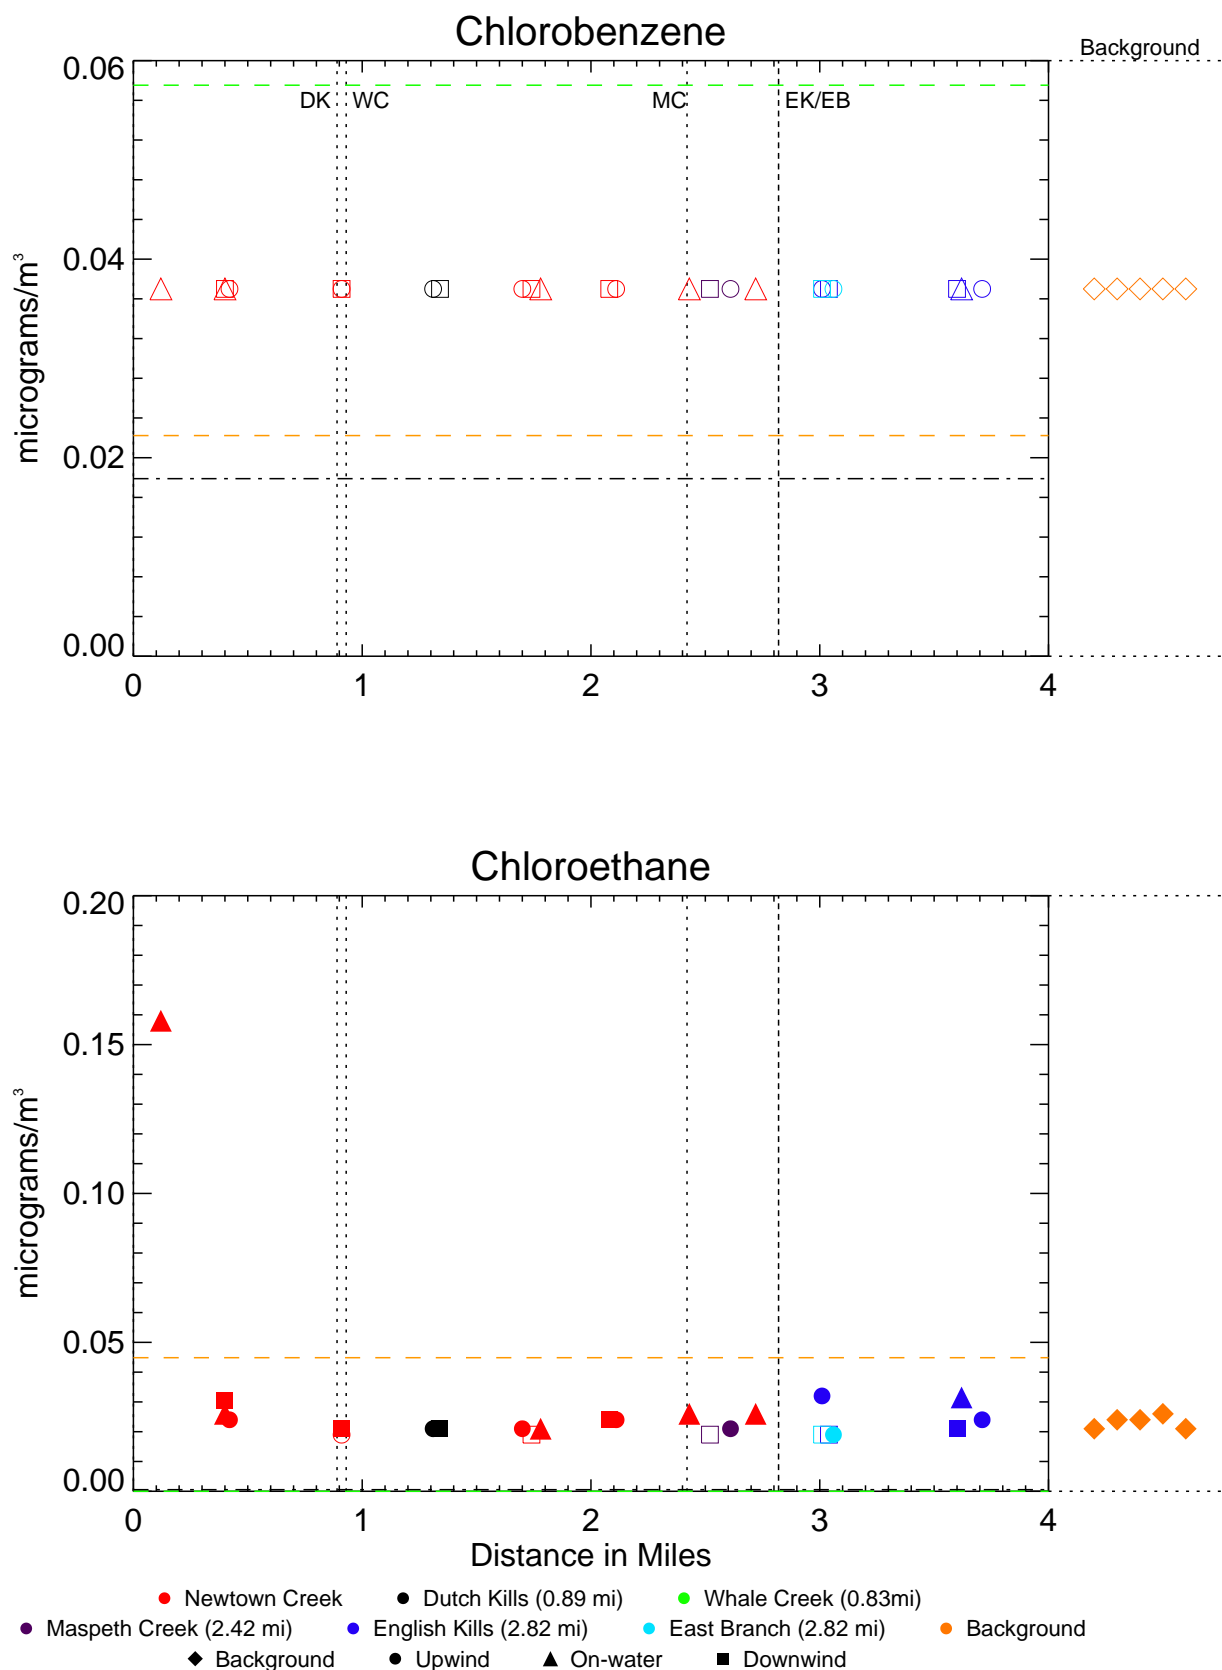 Chlorobenzene
Background
0.06
DK
WC
MC
EK/EB
0.04
micrograms/m³
0.02
0.00
0 1 2 3 4
Chloroethane
0.20
0.15
micrograms/m³
0.10
0.05
0.00
0 1 2 3 4
Distance in Miles
Newtown Creek Dutch Kills (0.89 mi) Whale Creek (0.83mi)
Maspeth Creek (2.42 mi) English Kills (2.82 mi) East Branch (2.82 mi) Background
Background Upwind On-water Downwind